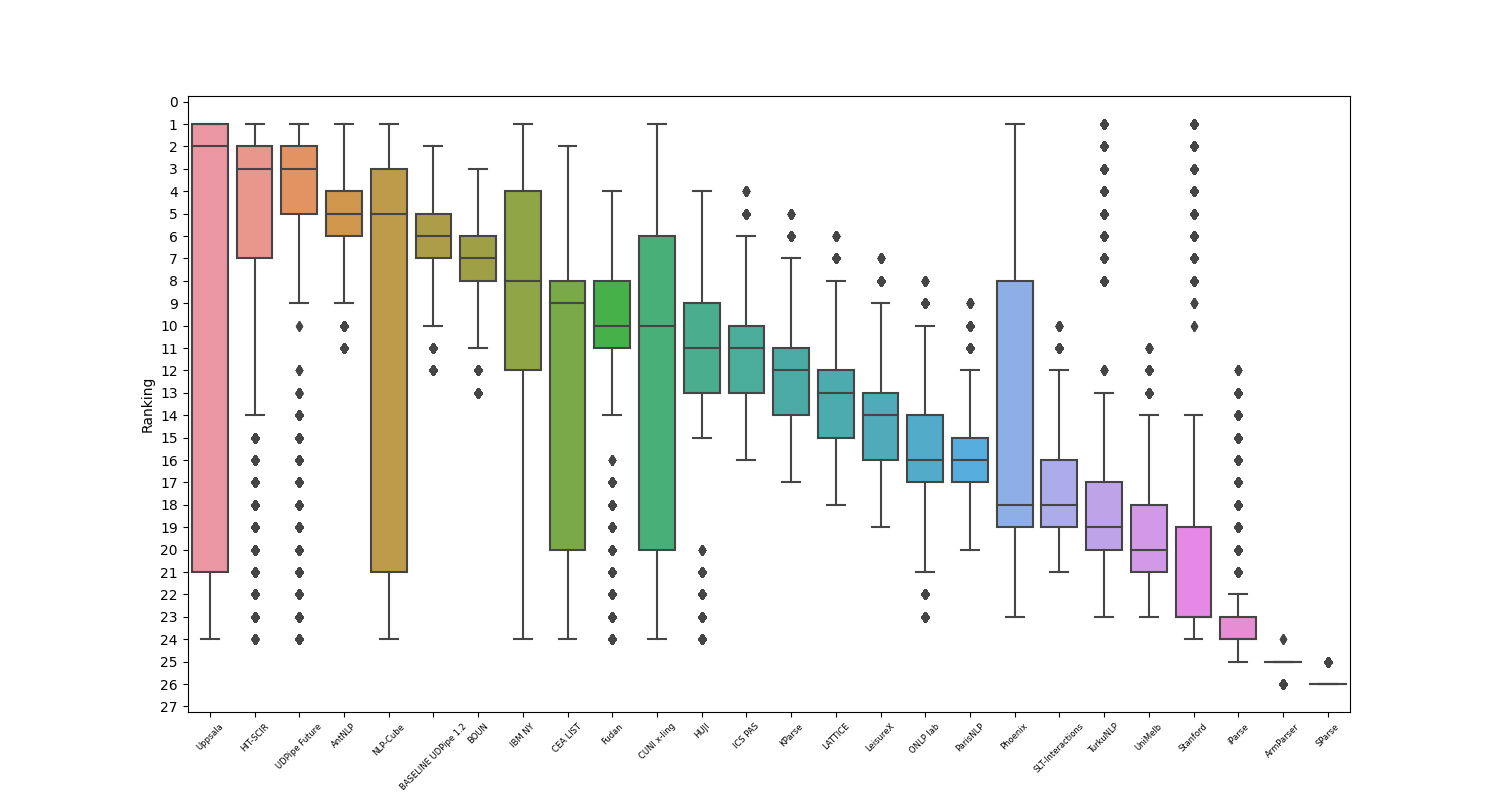 0
1
2
3
4
5
6
7
8
9
10
11
12
13
14
15
16
17
18
19
20
21
22
23
24
25
26
27
Ranking
Uppsala
HIT-SCIR
UDPipe Future
AntNLP
NLP-Cube
BASELINE UDPipe 1.2
BOUN
IBM NY
CEA LIST
Fudan
CUNI x-ling
HUJI
ICS PAS
KParse
LATTICE
LeisureX
ONLP lab
ParisNLP
Phoenix
SLT-Interactions
TurkuNLP
UniMelb
Stanford
iParse
ArmParser
SParse